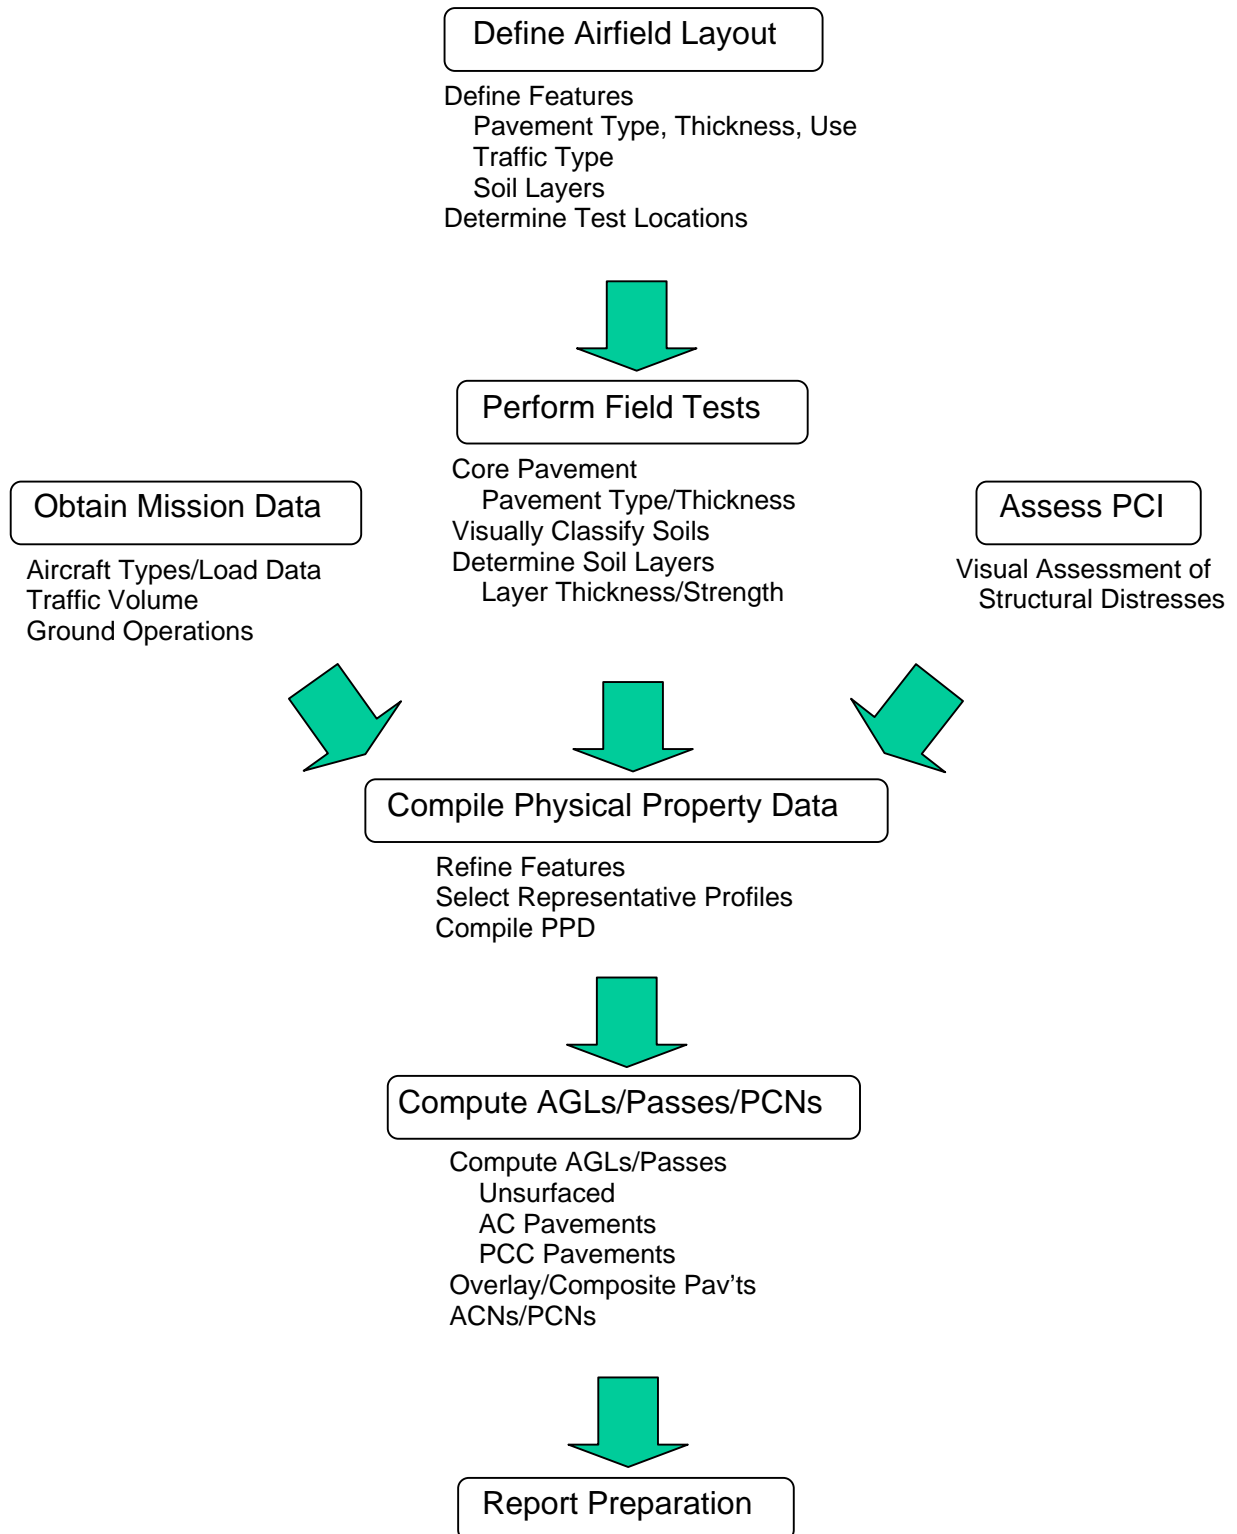 Define Airfield Layout
Define Features
Pavement Type, Thickness, Use
Traffic Type
Soil Layers
Determine Test Locations
Perform Field Tests
Core Pavement
Pavement Type/Thickness
Visually Classify Soils
Determine Soil Layers
Layer Thickness/Strength
Obtain Mission Data
Aircraft Types/Load Data
Traffic Volume
Ground Operations
Assess PCI
Visual Assessment of
Structural Distresses
Compile Physical Property Data
Refine Features
Select Representative Profiles
Compile PPD
Compute AGLs/Passes/PCNs
Compute AGLs/Passes
Unsurfaced
AC Pavements
PCC Pavements
Overlay/Composite Pav’ts
ACNs/PCNs
Report Preparation